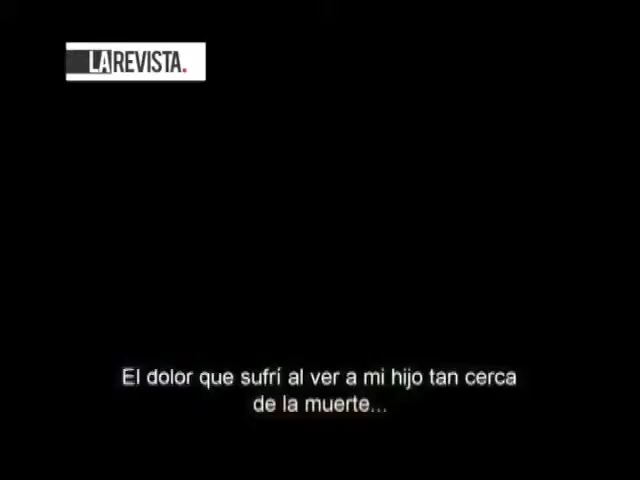 LAREVISTA.
El dolor que sufrí al ver a mi hijo tan cerca
de la muerte...